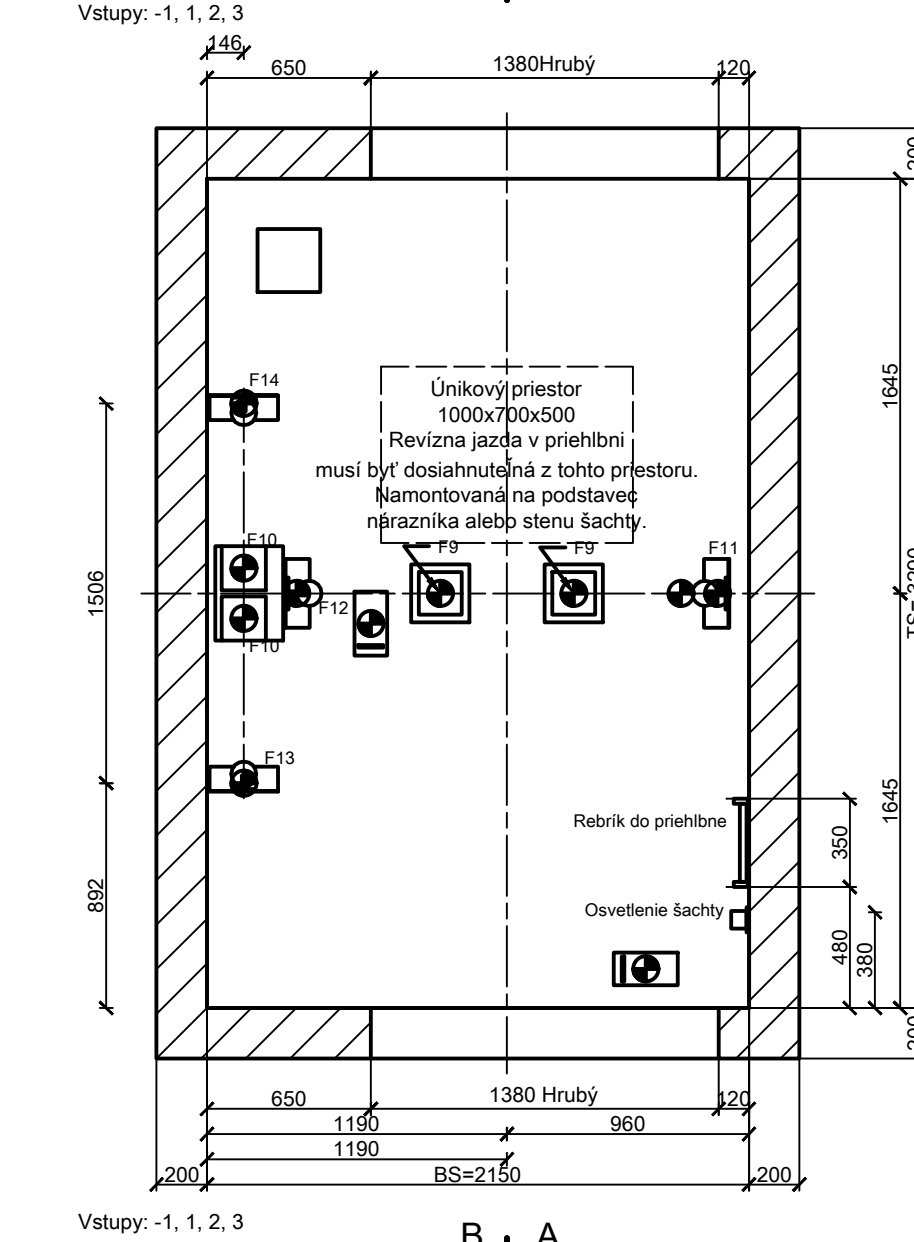 Vstupy: -1, 1, 2, 3
146
650
1380Hrubý
120
200
F14
Únikový priestor
1000x700x500
Revízna jazda v priehlbni
musí byť dosiahnuteľná z tohto priestoru.
Namontovaná na podstavec
nárazníka alebo stenu šachty.
1645
F10
F9
F9
F11
1506
F12
F10
TS=3290
F13
1645
Rebrík do priehlbne
350
892
Osvetlenie šachty
480
380
200
650
1380 Hrubý
120
1190
960
1190
200
BS=2150
200
Vstupy: -1, 1, 2, 3
B
A